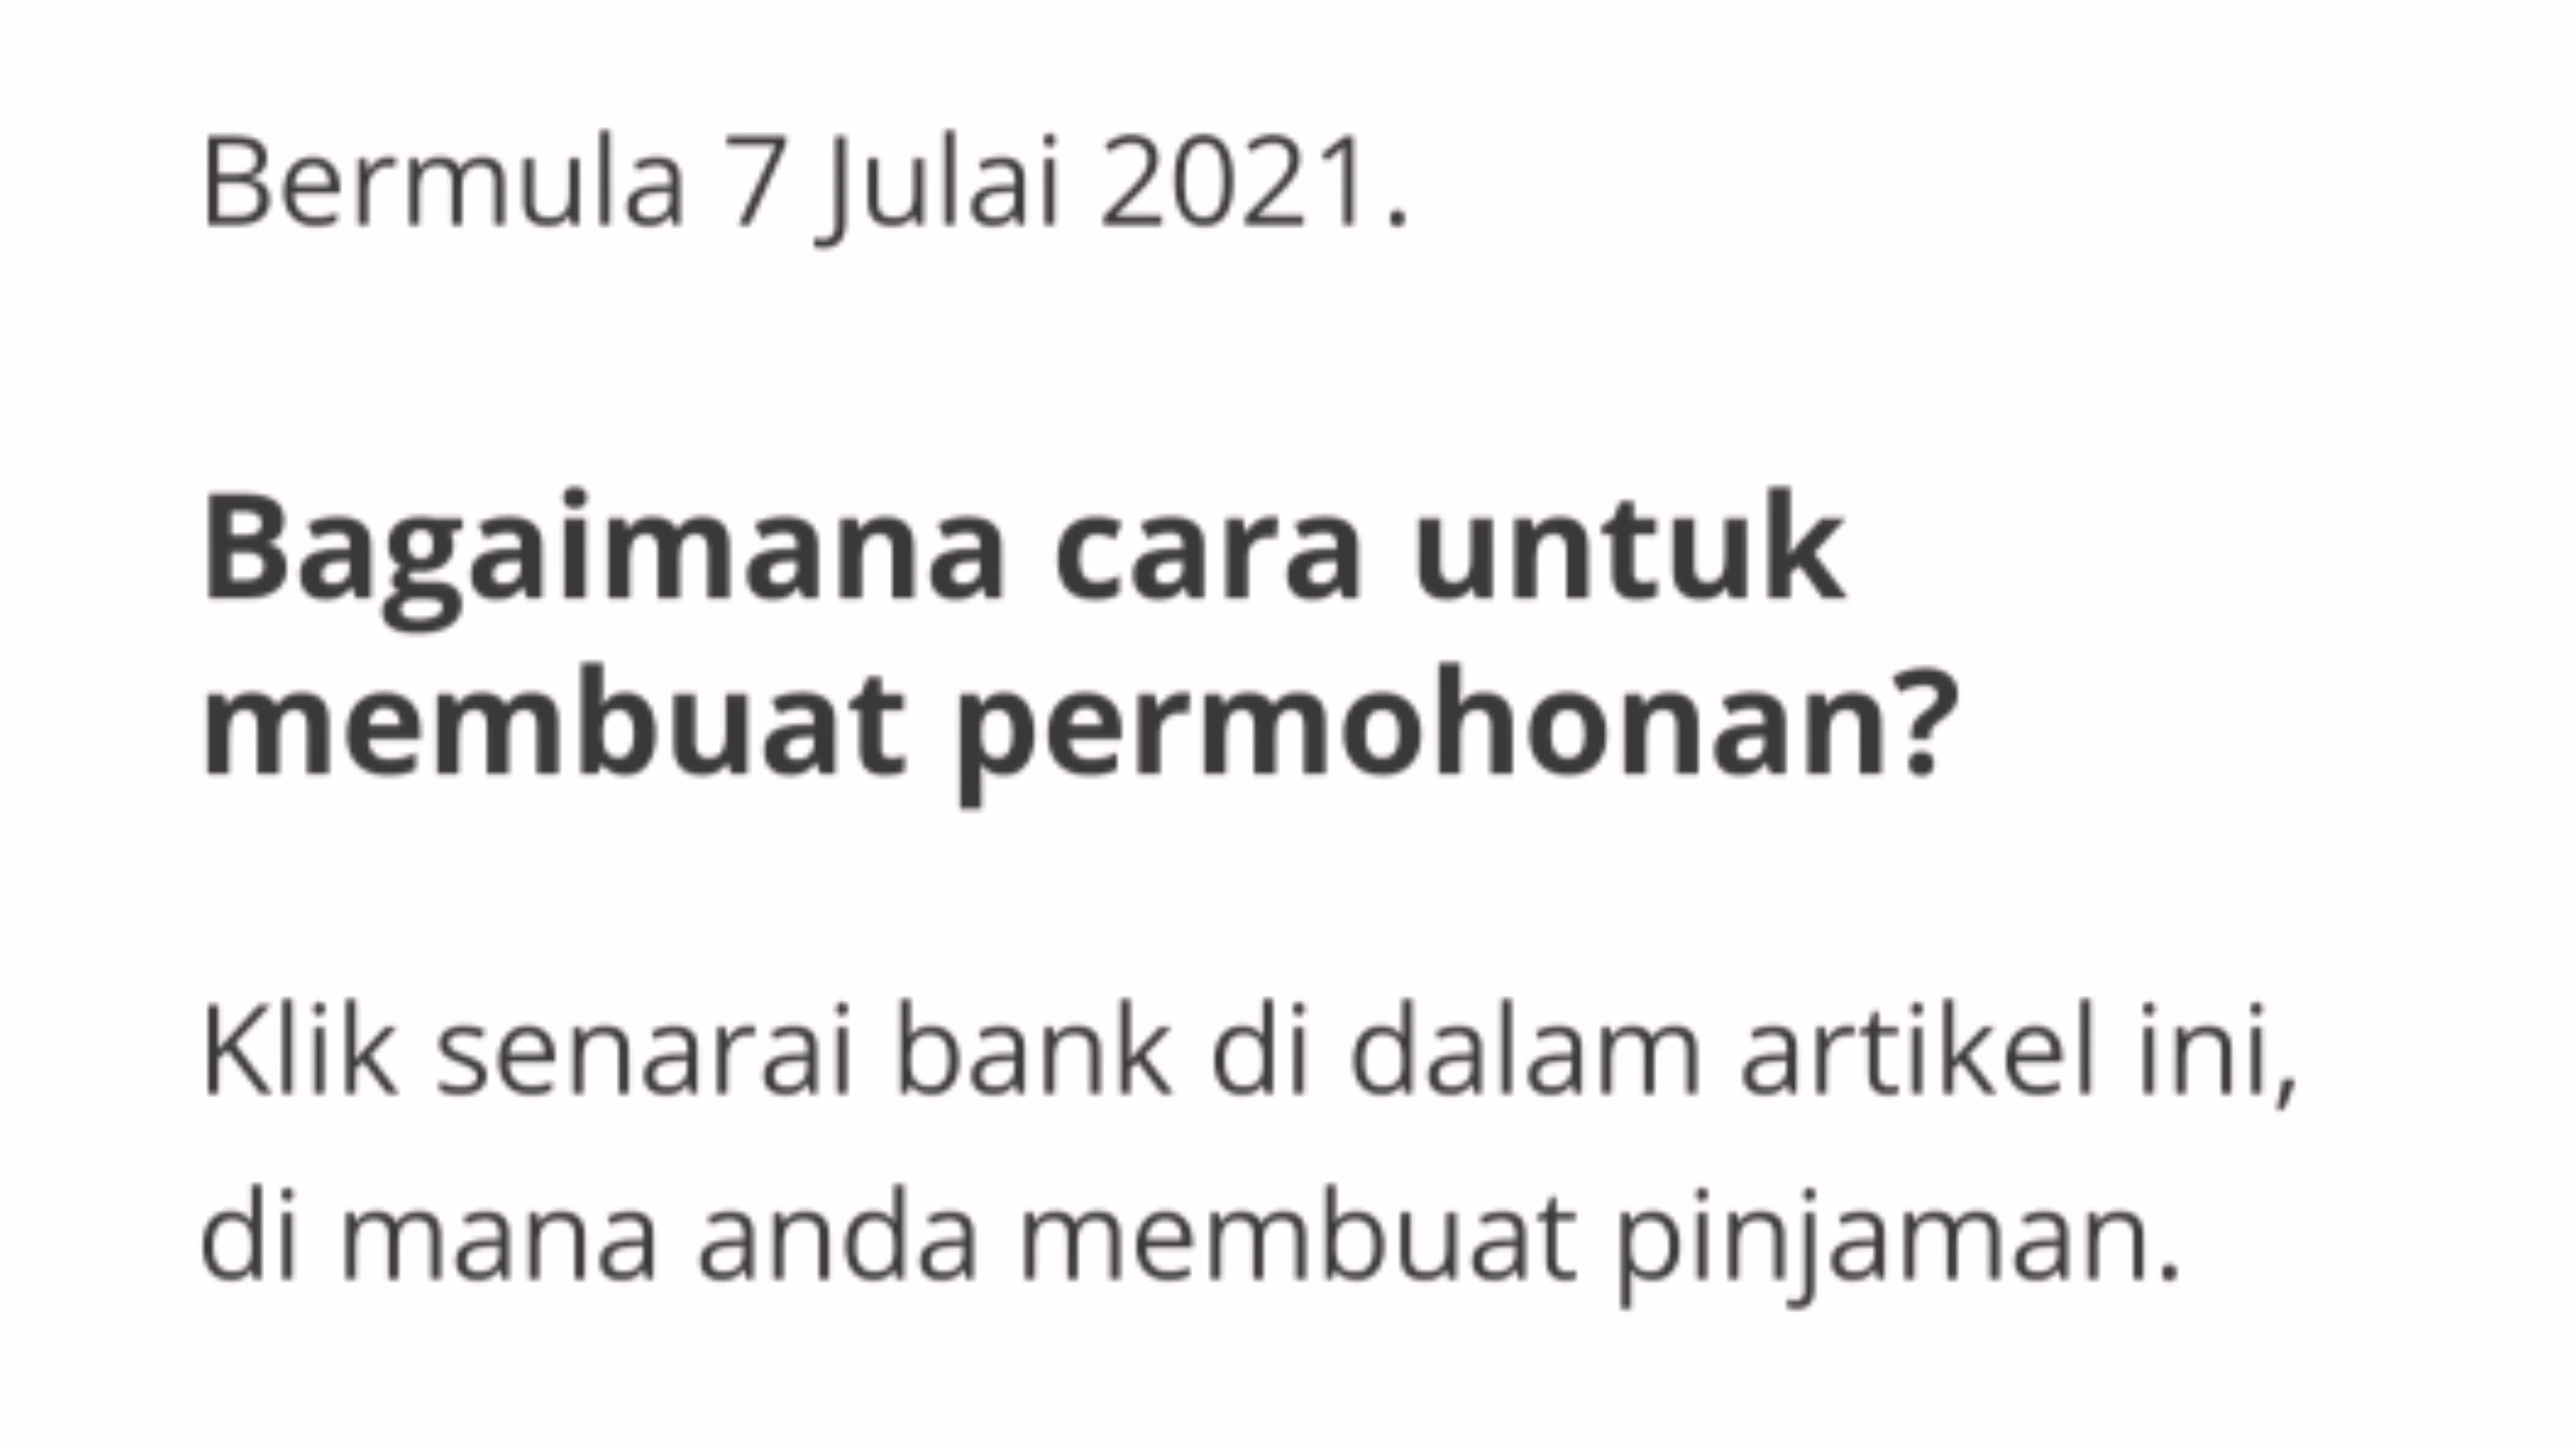 Bermula 7 Julai 2021.
Bagaimana cara untuk
membuat permohonan?
Klik senarai bank di dalam artikel ini,
di mana anda membuat pinjaman.